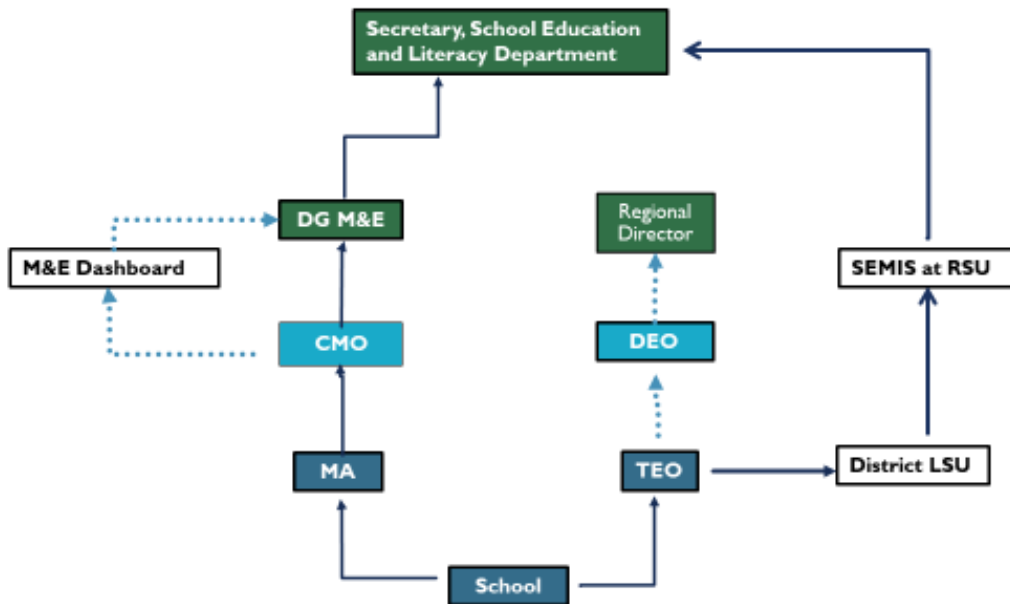 Secretary, School Education
and Literacy Department
DG M&E
Regional
Director
M&E Dashboard
SEMIS at RSU
CMO
DEO
MA
TEO
District LSU
School